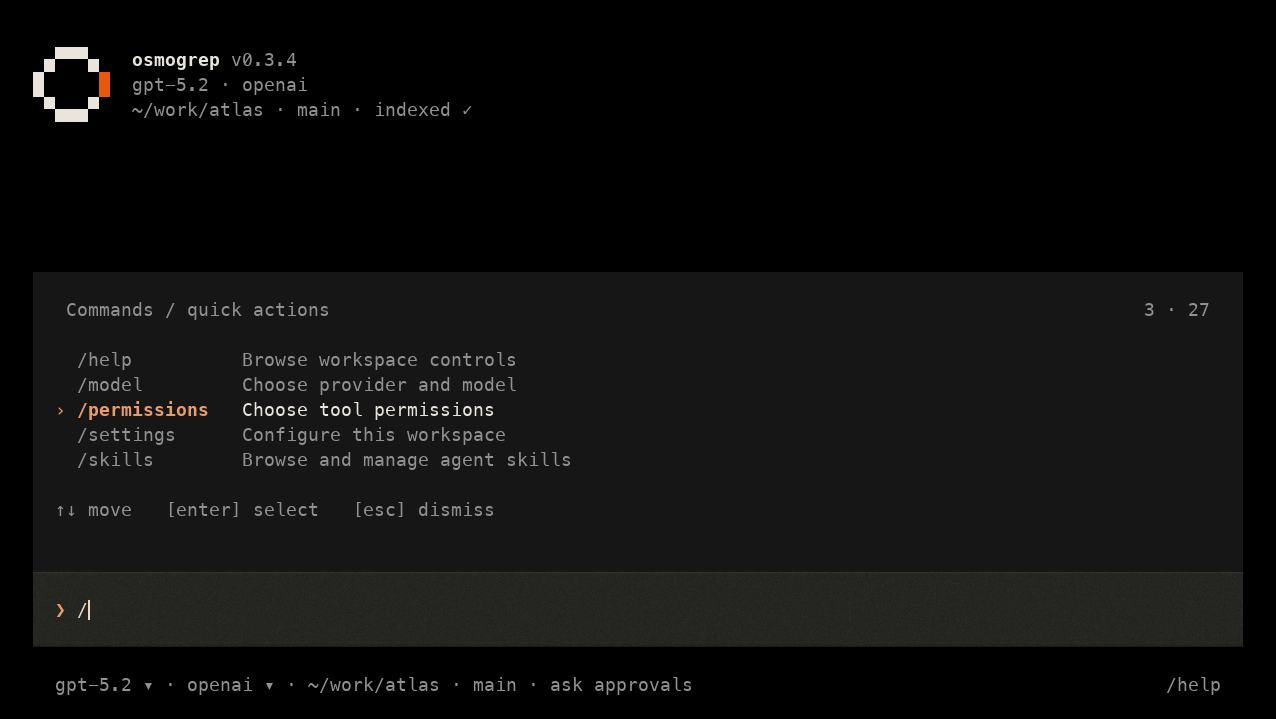 osmogrep v0.3.4
gpt-5.2 · openai
~/work/atlas · main · indexed ✓
Commands / quick actions 3 · 27
/help Browse workspace controls
/model Choose provider and model
› /permissions Choose tool permissions
/settings Configure this workspace
/skills Browse and manage agent skills
↑↓ move [enter] select [esc] dismiss
❯ /
gpt-5.2 ▾ · openai ▾ · ~/work/atlas · main · ask approvals /help